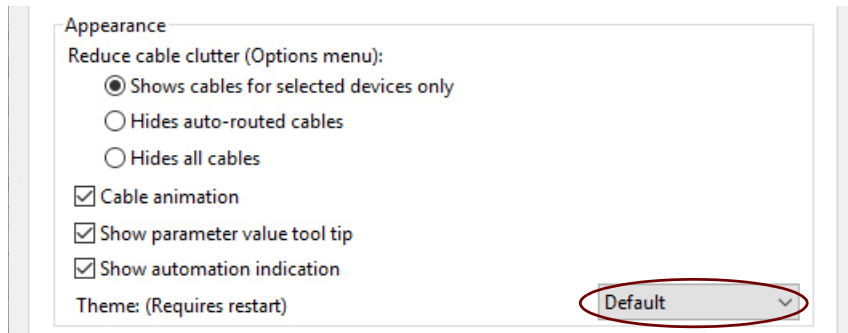 Appearance
Reduce cable clutter (Options menu):
Shows cables for selected devices only
Hides auto-routed cables
Hides all cables
Cable animation
Show parameter value tool tip
Show automation indication
Theme: (Requires restart) Default